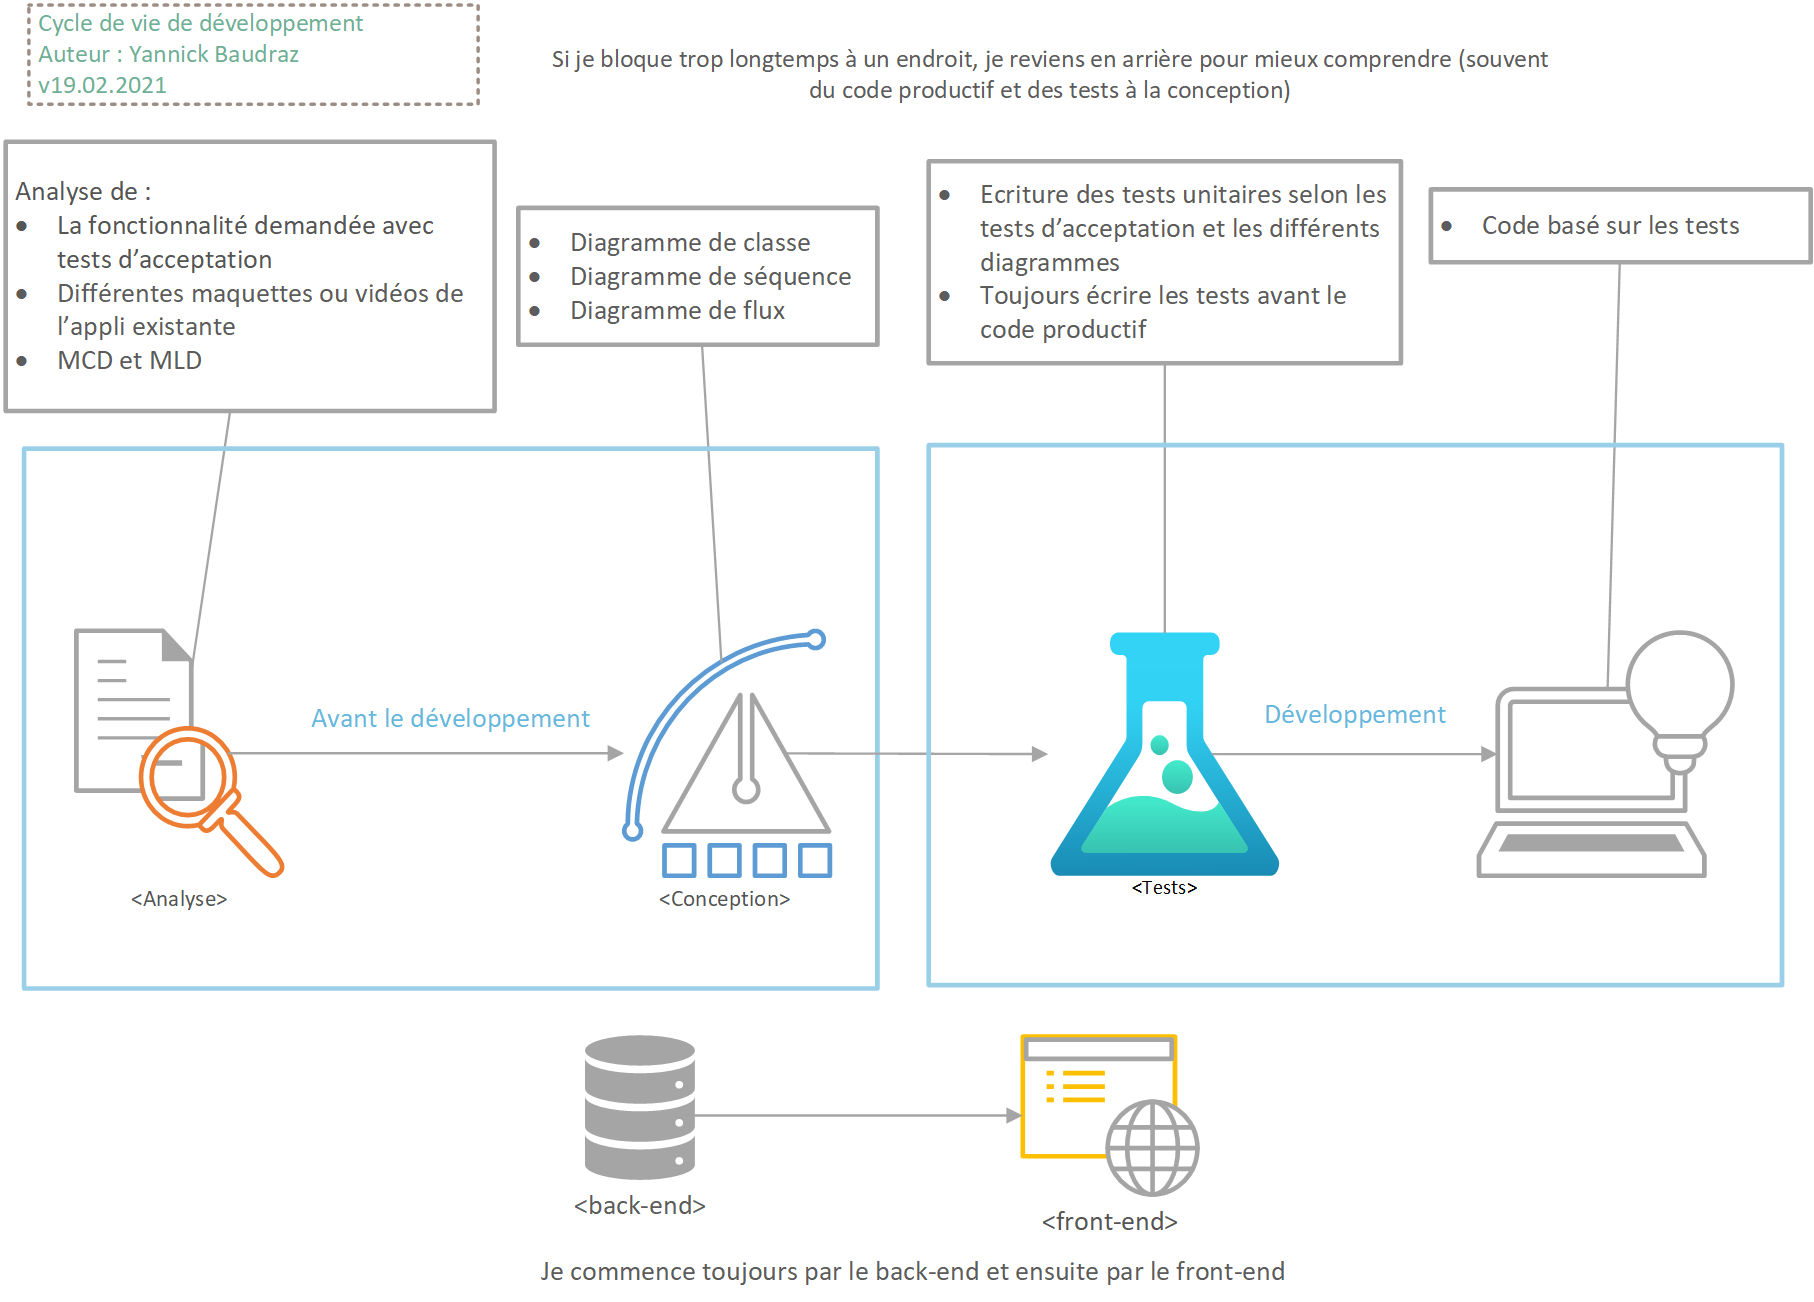 Cycle de vie de développement
Auteur : Yannick Baudraz
v19.02.2021
Si je bloque trop longtemps à un endroit, je reviens en arrière pour mieux comprendre (souvent
du code productif et des tests à la conception)
Analyse de :
• La fonctionnalité demandée avec
tests d’acceptation
• Différentes maquettes ou vidéos de
l’appli existante
• MCD et MLD
• Diagramme de classe
• Diagramme de séquence
• Diagramme de flux
• Ecriture des tests unitaires selon les
tests d’acceptation et les différents
diagrammes
• Toujours écrire les tests avant le
code productif
• Code basé sur les tests
Avant le développement
Développement
<Analyse>
<Conception>
<Tests>
<back-end>
<front-end>
Je commence toujours par le back-end et ensuite par le front-end